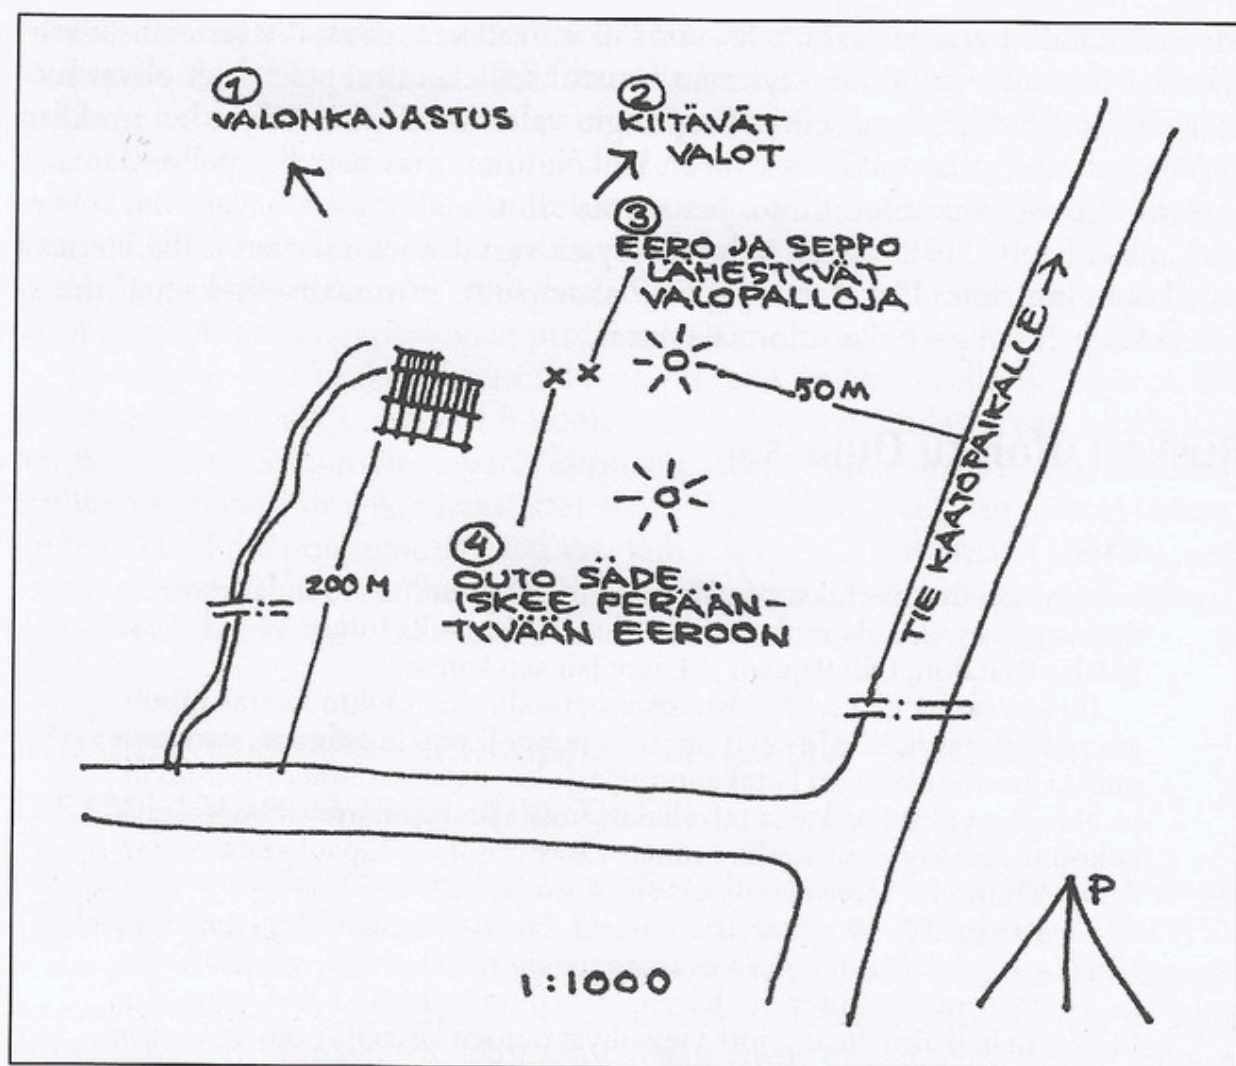 1
VALONKAJASTUS
2
KIITÄVÄT
VALOT
3
EERO JA SEPPO
LÄHESTYVÄT
VALOPALLOJA
50 M
TIE KAATOPAIKALLE
4
OUTO SÄDE
ISKEE PERÄÄN-
TYVÄÄN EEROON
200 M
P
1:1000